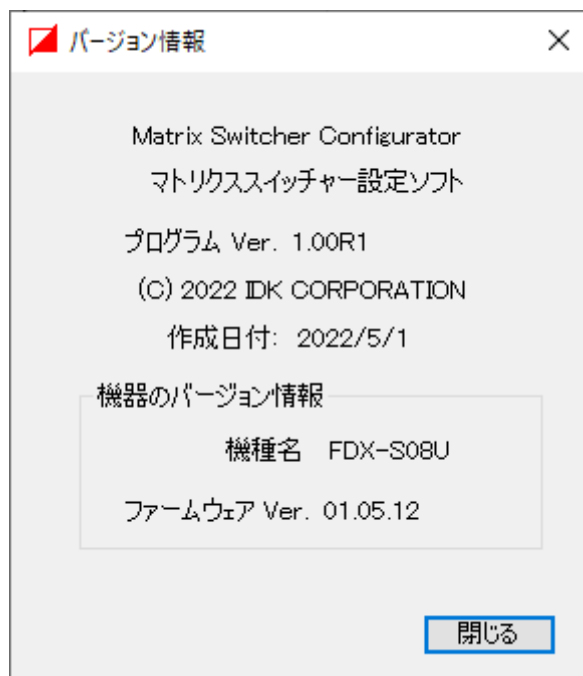 バージョン情報
Matrix Switcher Configurator
マトリクススイッチャー設定ソフト
プログラム Ver. 1.00R1
(C) 2022 IDK CORPORATION
作成日付: 2022/5/1
機器のバージョン情報
機種名 FDX-S08U
ファームウェア Ver. 01.05.12
閉じる